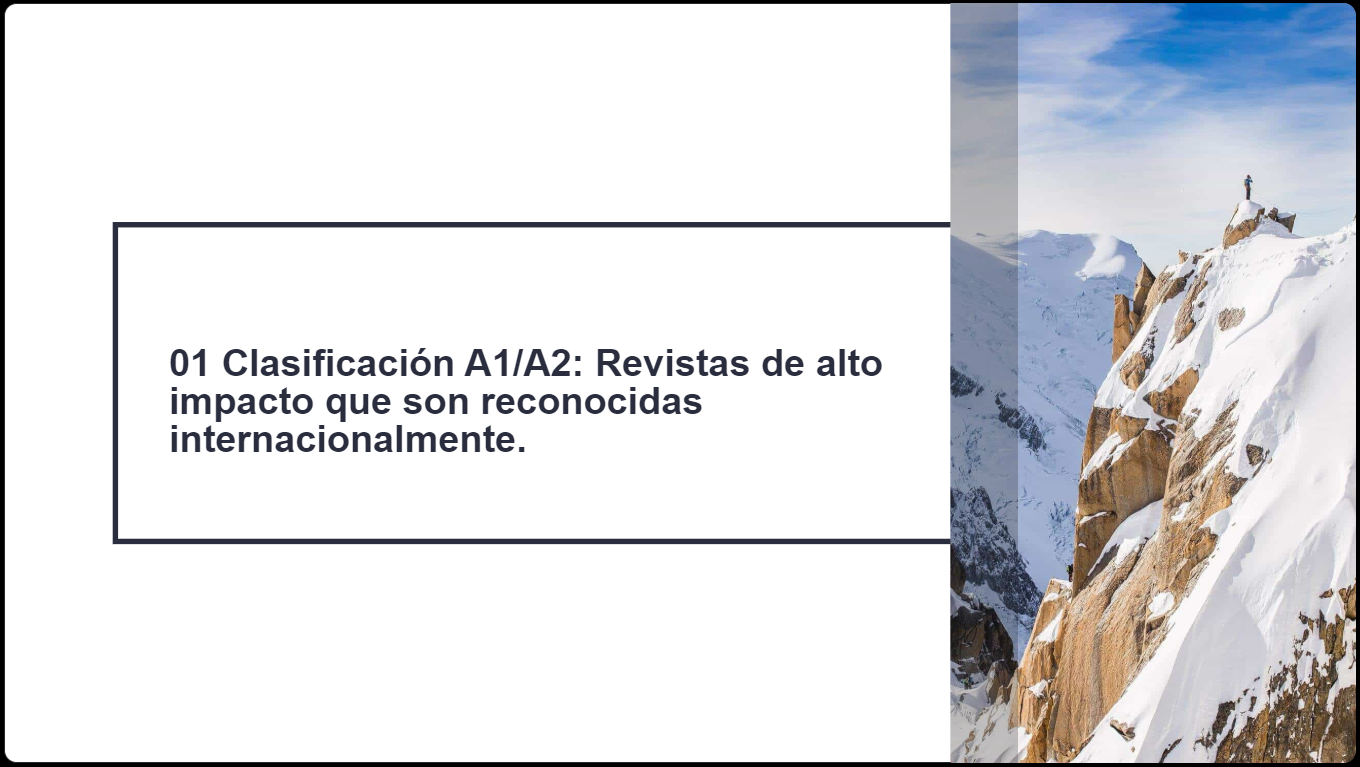 01 Clasificación A1/A2: Revistas de alto
impacto que son reconocidas
internacionalmente.